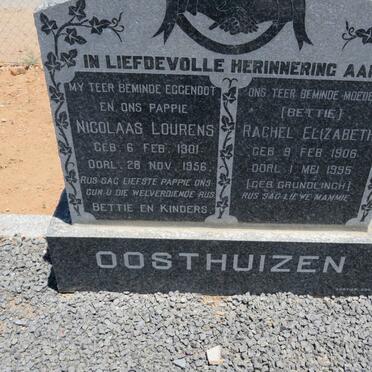 IN LIEFDEVOLLE HERINNERING AAN
MY TEER BEMINDE EGGENOOT
EN ONS PAPPIE
NICOLAAS LOURENS
GEB. 6 FEB. 1901
OORL. 28 NOV. 1956.
RUS SAG LIEFSTE PAPPIE ONS
GUN U DIE WELVERDIENDE RUS
BETTIE EN KINDERS
ONS TEER BEMINDE MOEDER
[BETTIE]
RACHEL ELIZABETH
GEB. 9 FEB. 1906
OORL. 1 MEI 1995
[GEB GRUNDLINGH]
RUS SAG LIEWE MAMMIE
OOSTHUIZEN